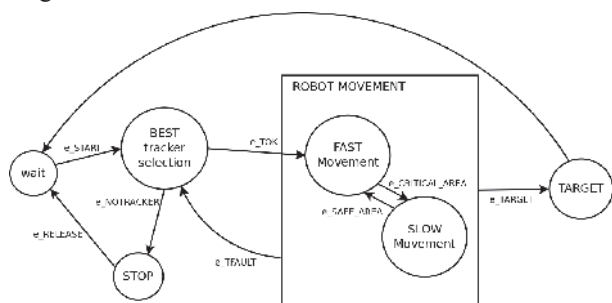 ROBOT MOVEMENT
BEST
tracker
selection
e_START
e_TOK
FAST
Movement
wait
e_CRITICAL_AREA
TARGET
e_NOTRACKER
e_SAFE_AREA
e_TARGET
SLOW
Movement
e_RELEASE
e_TFAULT
STOP